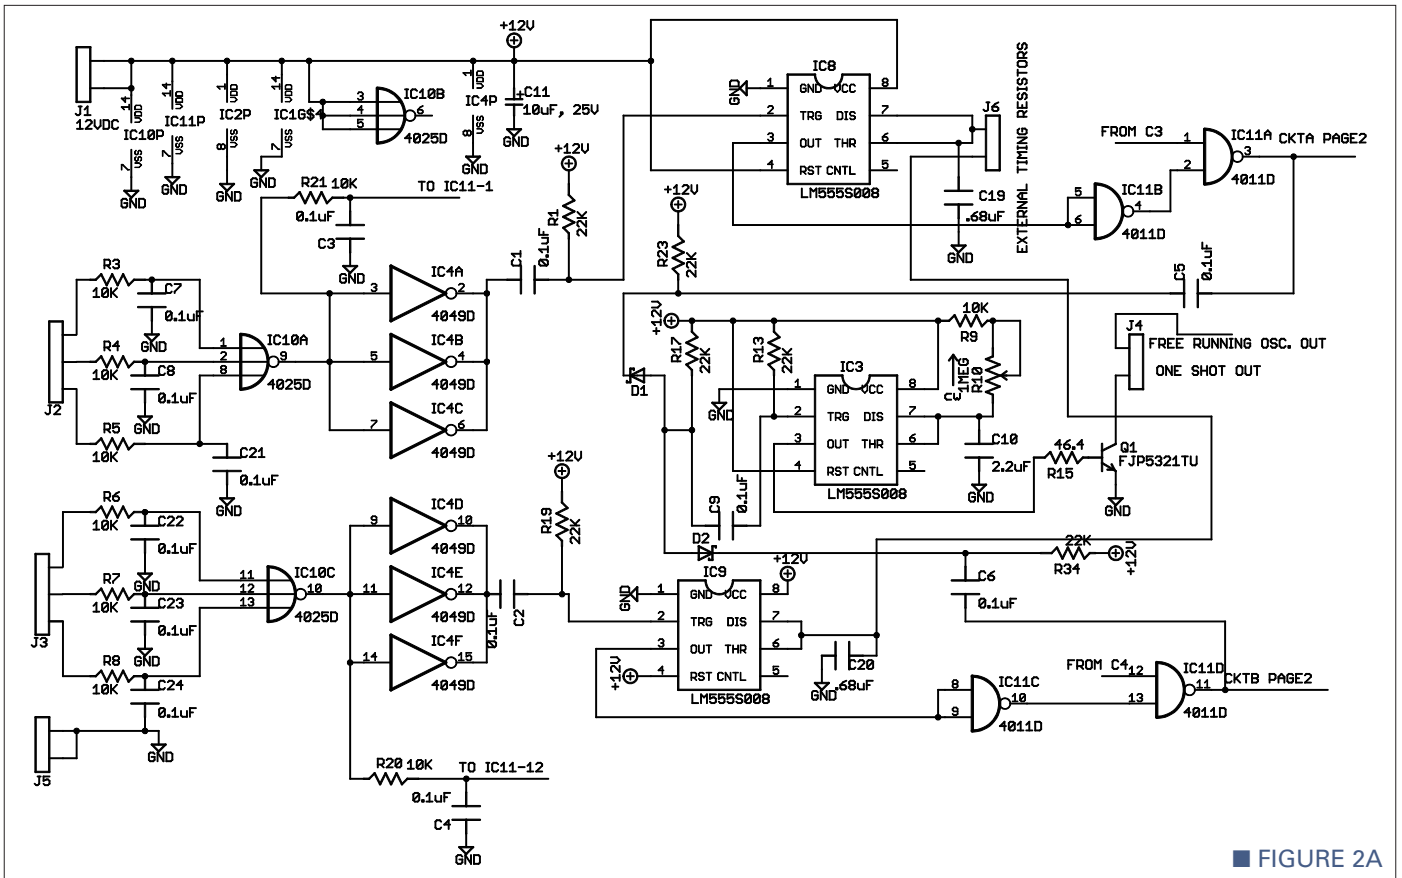 +12V
J1
12VDC
14
VDD
IC10P
VSS
7
GND
14
VDD
IC11P
VSS
7
GND
1
VDD
IC2P
VSS
8
GND
14
VDD
IC1G$4
VSS
7
GND
3
4
5
IC10B
6
4025D
1
VDD
IC4P
VSS
8
GND
+
C11
10uF, 25V
GND
R21 10K
TO IC11-1
0.1uF
C3
GND
+12V
R1
22K
C1
0.1uF
GND
IC8
1 GND VCC 8
2 TRG DIS 7
3 OUT THR 6
4 RST CNTL 5
LM555S008
J6
EXTERNAL TIMING RESISTORS
C19
.68uF
GND
FROM C3
1
2
IC11A
3
4011D
CKTA PAGE2
5
6
IC11B
4
4011D
C5
0.1uF
J2
R3
10K
C7
0.1uF
GND
R4
10K
C8
0.1uF
GND
R5
10K
C21
0.1uF
GND
1
2
8
IC10A
9
4025D
3
IC4A
2
4049D
5
IC4B
4
4049D
7
IC4C
6
4049D
+12V
R23
22K
+12V
R17
22K
R13
22K
D1
GND
IC3
1 GND VCC 8
2 TRG DIS 7
3 OUT THR 6
4 RST CNTL 5
LM555S008
10K
R9
CW
1MEG
R10
C10
2.2uF
GND
C9
0.1uF
J4
FREE RUNNING OSC. OUT
ONE SHOT OUT
46.4
R15
Q1
FJP5321TU
GND
J3
R6
10K
C22
0.1uF
GND
R7
10K
C23
0.1uF
GND
R8
10K
C24
0.1uF
GND
J5
11
12
13
IC10C
10
4025D
9
IC4D
10
4049D
11
IC4E
12
4049D
14
IC4F
15
4049D
+12V
R19
22K
0.1uF
C2
D2
+12V
GND
IC9
1 GND VCC 8
2 TRG DIS 7
3 OUT THR 6
4 RST CNTL 5
+12V
LM555S008
C20
.68uF
GND
22K
R34
+12V
C6
0.1uF
8
9
IC11C
10
4011D
FROM C4
12
13
IC11D
11
4011D
CKTB PAGE2
R20 10K
TO IC11-12
0.1uF
C4
GND
■ FIGURE 2A